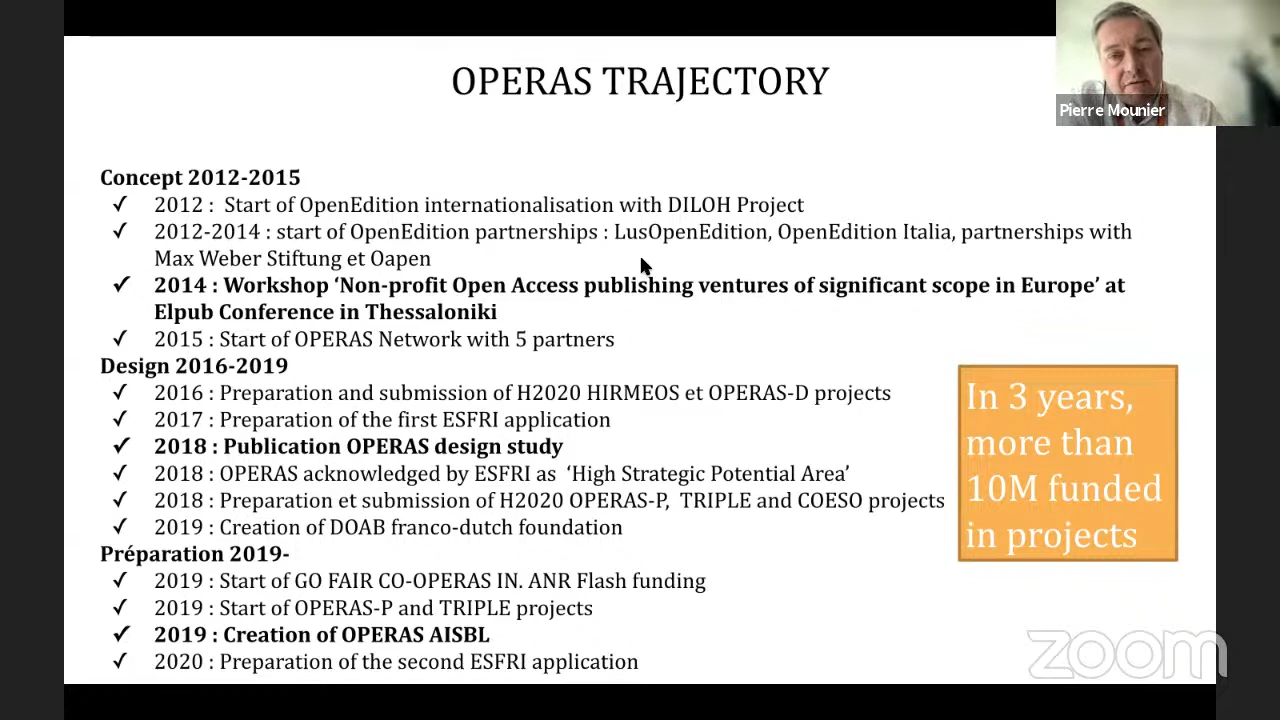 OPERAS TRAJECTORY
Pierre Mounier
Concept 2012-2015
✓ 2012 : Start of OpenEdition internationalisation with DILOH Project
✓ 2012-2014 : start of OpenEdition partnerships : LusOpenEdition, OpenEdition Italia, partnerships with
Max Weber Stiftung et Oapen
✓ 2014 : Workshop ‘Non-profit Open Access publishing ventures of significant scope in Europe’ at
Elpub Conference in Thessaloniki
✓ 2015 : Start of OPERAS Network with 5 partners
Design 2016-2019
✓ 2016 : Preparation and submission of H2020 HIRMEOS et OPERAS-D projects
✓ 2017 : Preparation of the first ESFRI application
✓ 2018 : Publication OPERAS design study
✓ 2018 : OPERAS acknowledged by ESFRI as ‘High Strategic Potential Area’
✓ 2018 : Preparation et submission of H2020 OPERAS-P, TRIPLE and COESO projects
✓ 2019 : Creation of DOAB franco-dutch foundation
Préparation 2019-
✓ 2019 : Start of GO FAIR CO-OPERAS IN. ANR Flash funding
✓ 2019 : Start of OPERAS-P and TRIPLE projects
✓ 2019 : Creation of OPERAS AISBL
✓ 2020 : Preparation of the second ESFRI application
In 3 years,
more than
10M funded
in projects
zoom